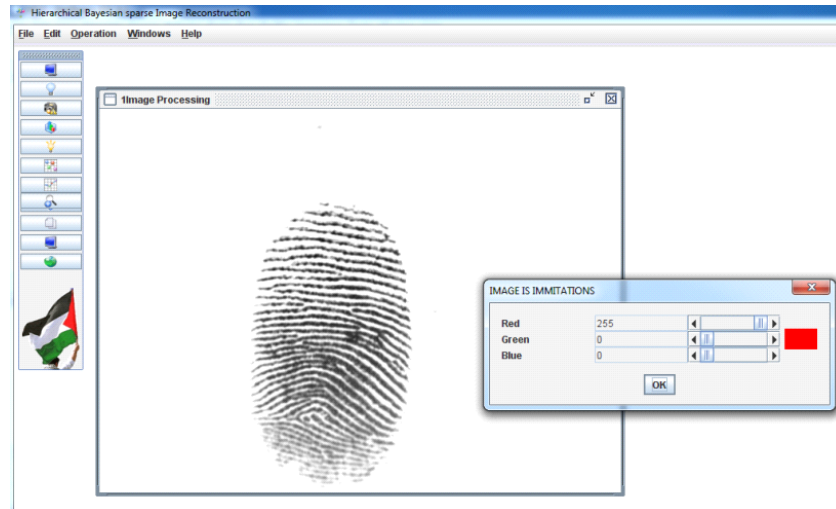 Hierarchical Bayesian sparse Image Reconstruction
File Edit Operation Windows Help
1Image Processing
IMAGE IS IMMITATIONS
Red 255
Green 0
Blue 0
OK